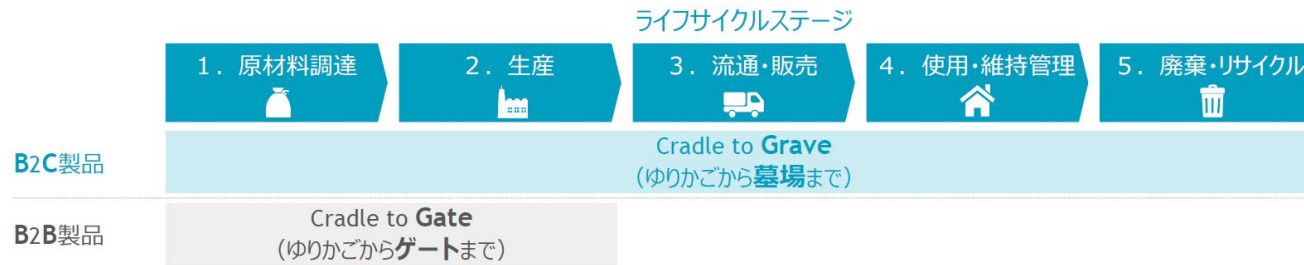 ライフサイクルステージ
1. 原材料調達
2. 生産
3. 流通・販売
4. 使用・維持管理
5. 廃棄・リサイクル
B2C製品
Cradle to Grave
（ゆりかごから墓場まで）
B2B製品
Cradle to Gate
（ゆりかごからゲートまで）